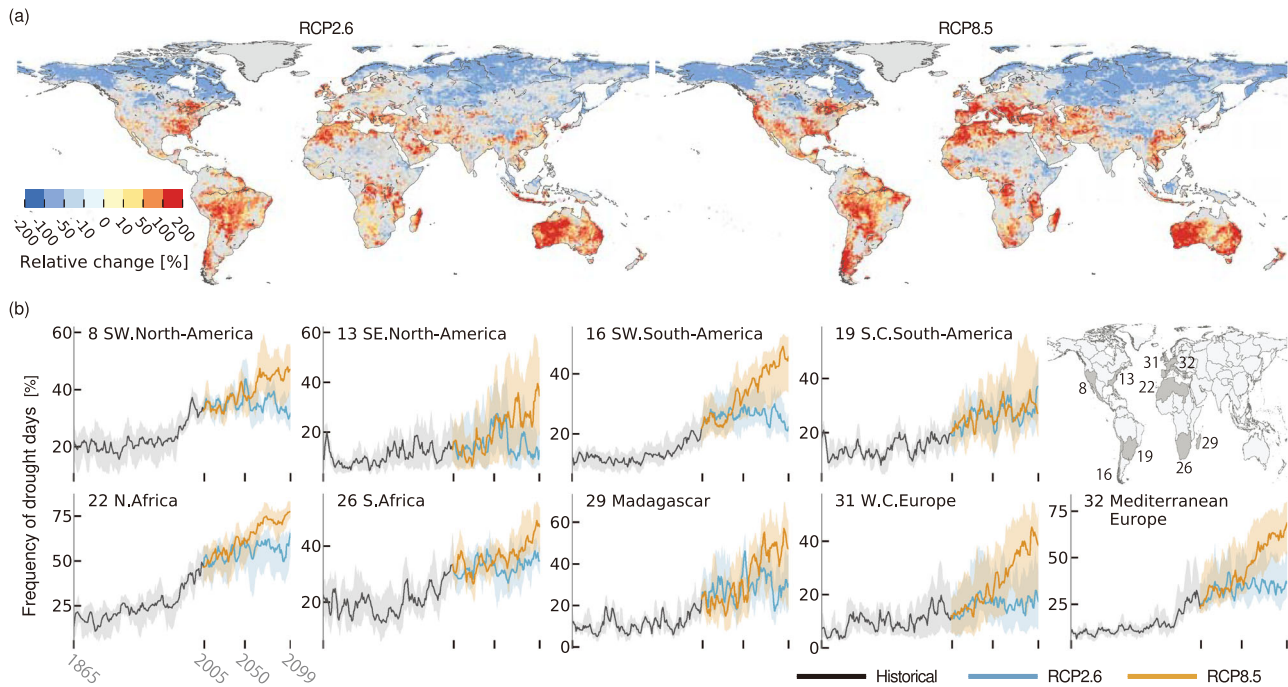 (a)
RCP2.6
RCP8.5
-200 -100 -50 -10 0 10 50 100 200
Relative change [%]
(b)
Frequency of drought days [%]
8 SW.North-America
60
40
20
13 SE.North-America
60
40
20
16 SW.South-America
60
40
20
19 S.C.South-America
60
40
20
31
32
8
13
22
29
19
16
26
22 N.Africa
75
50
25
1865
2005
2050
2099
26 S.Africa
60
40
20
29 Madagascar
60
40
20
0
31 W.C.Europe
60
40
20
0
32 Mediterranean
Europe
75
50
25
Historical
RCP2.6
RCP8.5